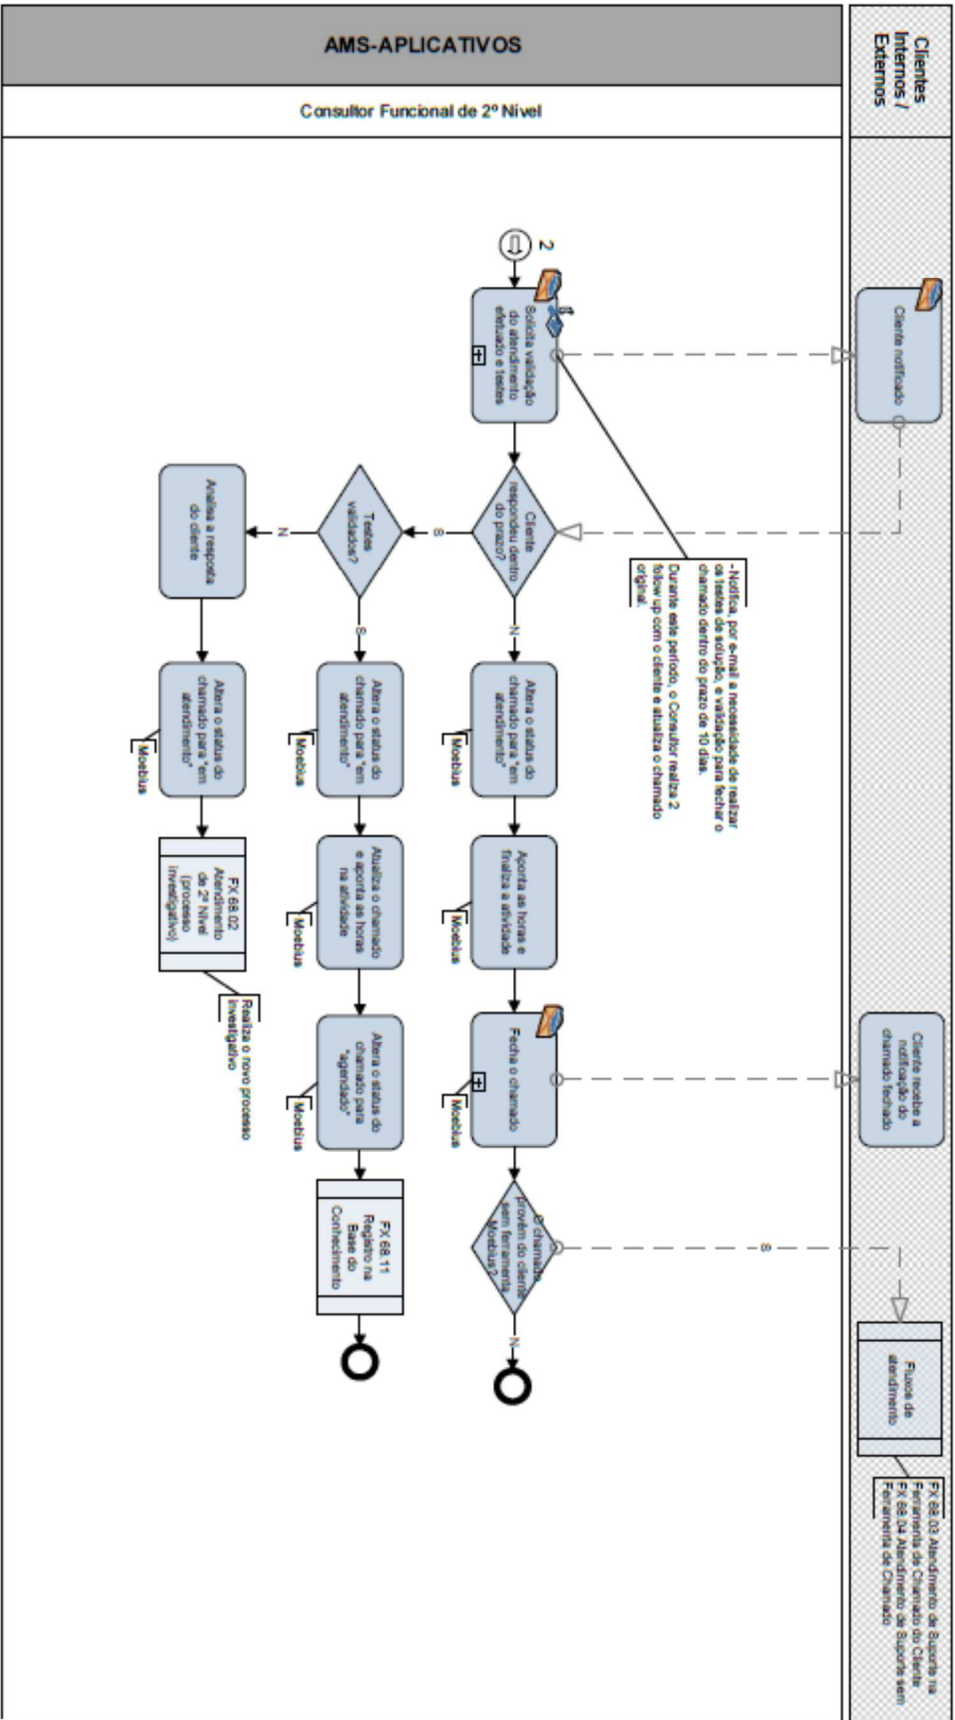 Clientes
Internos /
Externos
AMS-APLICATIVOS
Consultor Funcional de 2º Nível
Cliente notificado
Cliente recebe a
notificação do
chamado fechado
Fluxos de
atendimento
FX 68.03 Atendimento de Suporte na
Ferramenta de Chamado do Cliente
FX 68.04 Atendimento de Suporte sem
Ferramenta de Chamado
- Notifica, por e-mail a necessidade de realizar
os testes de solução, e validação para fechar o
chamado dentro do prazo de 10 dias.
Durante este período, o Consultor realiza 2
follow up com o cliente e atualiza o chamado
original.
S
2
Solicita validação
do atendimento
efetuado e testes
Cliente
respondeu dentro
do prazo?
N
Altera o status do
chamado para "em
atendimento"
Moebius
Aponta as horas e
finaliza a atividade
Moebius
Fecha o chamado
Moebius
O chamado
provém do cliente
sem ferramenta
Moebius?
N
S
Testes
validados?
S
Altera o status do
chamado para "em
atendimento"
Moebius
Atualiza o chamado
e aponta as horas
na atividade
Moebius
Altera o status do
chamado para
"agendado"
Moebius
FX 68.11
Registro na
Base do
Conhecimento
N
Analisa a resposta
do cliente
Altera o status do
chamado para "em
atendimento"
Moebius
FX 68.02
Atendimento
de 2º Nível
(processo
investigativo)
Realiza o novo processo
investigativo